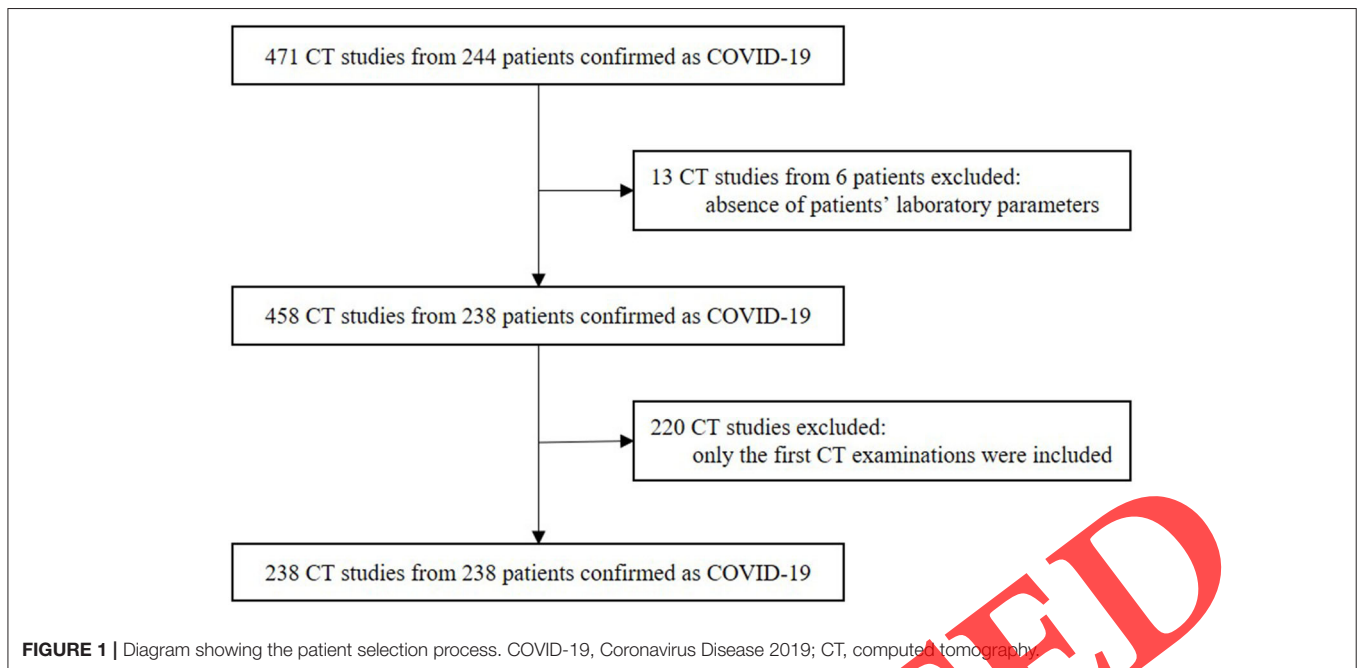 471 CT studies from 244 patients confirmed as COVID-19
13 CT studies from 6 patients excluded:
absence of patients’ laboratory parameters
458 CT studies from 238 patients confirmed as COVID-19
220 CT studies excluded:
only the first CT examinations were included
238 CT studies from 238 patients confirmed as COVID-19
TED
FIGURE 1 | Diagram showing the patient selection process. COVID-19, Coronavirus Disease 2019; CT, computed tomography.